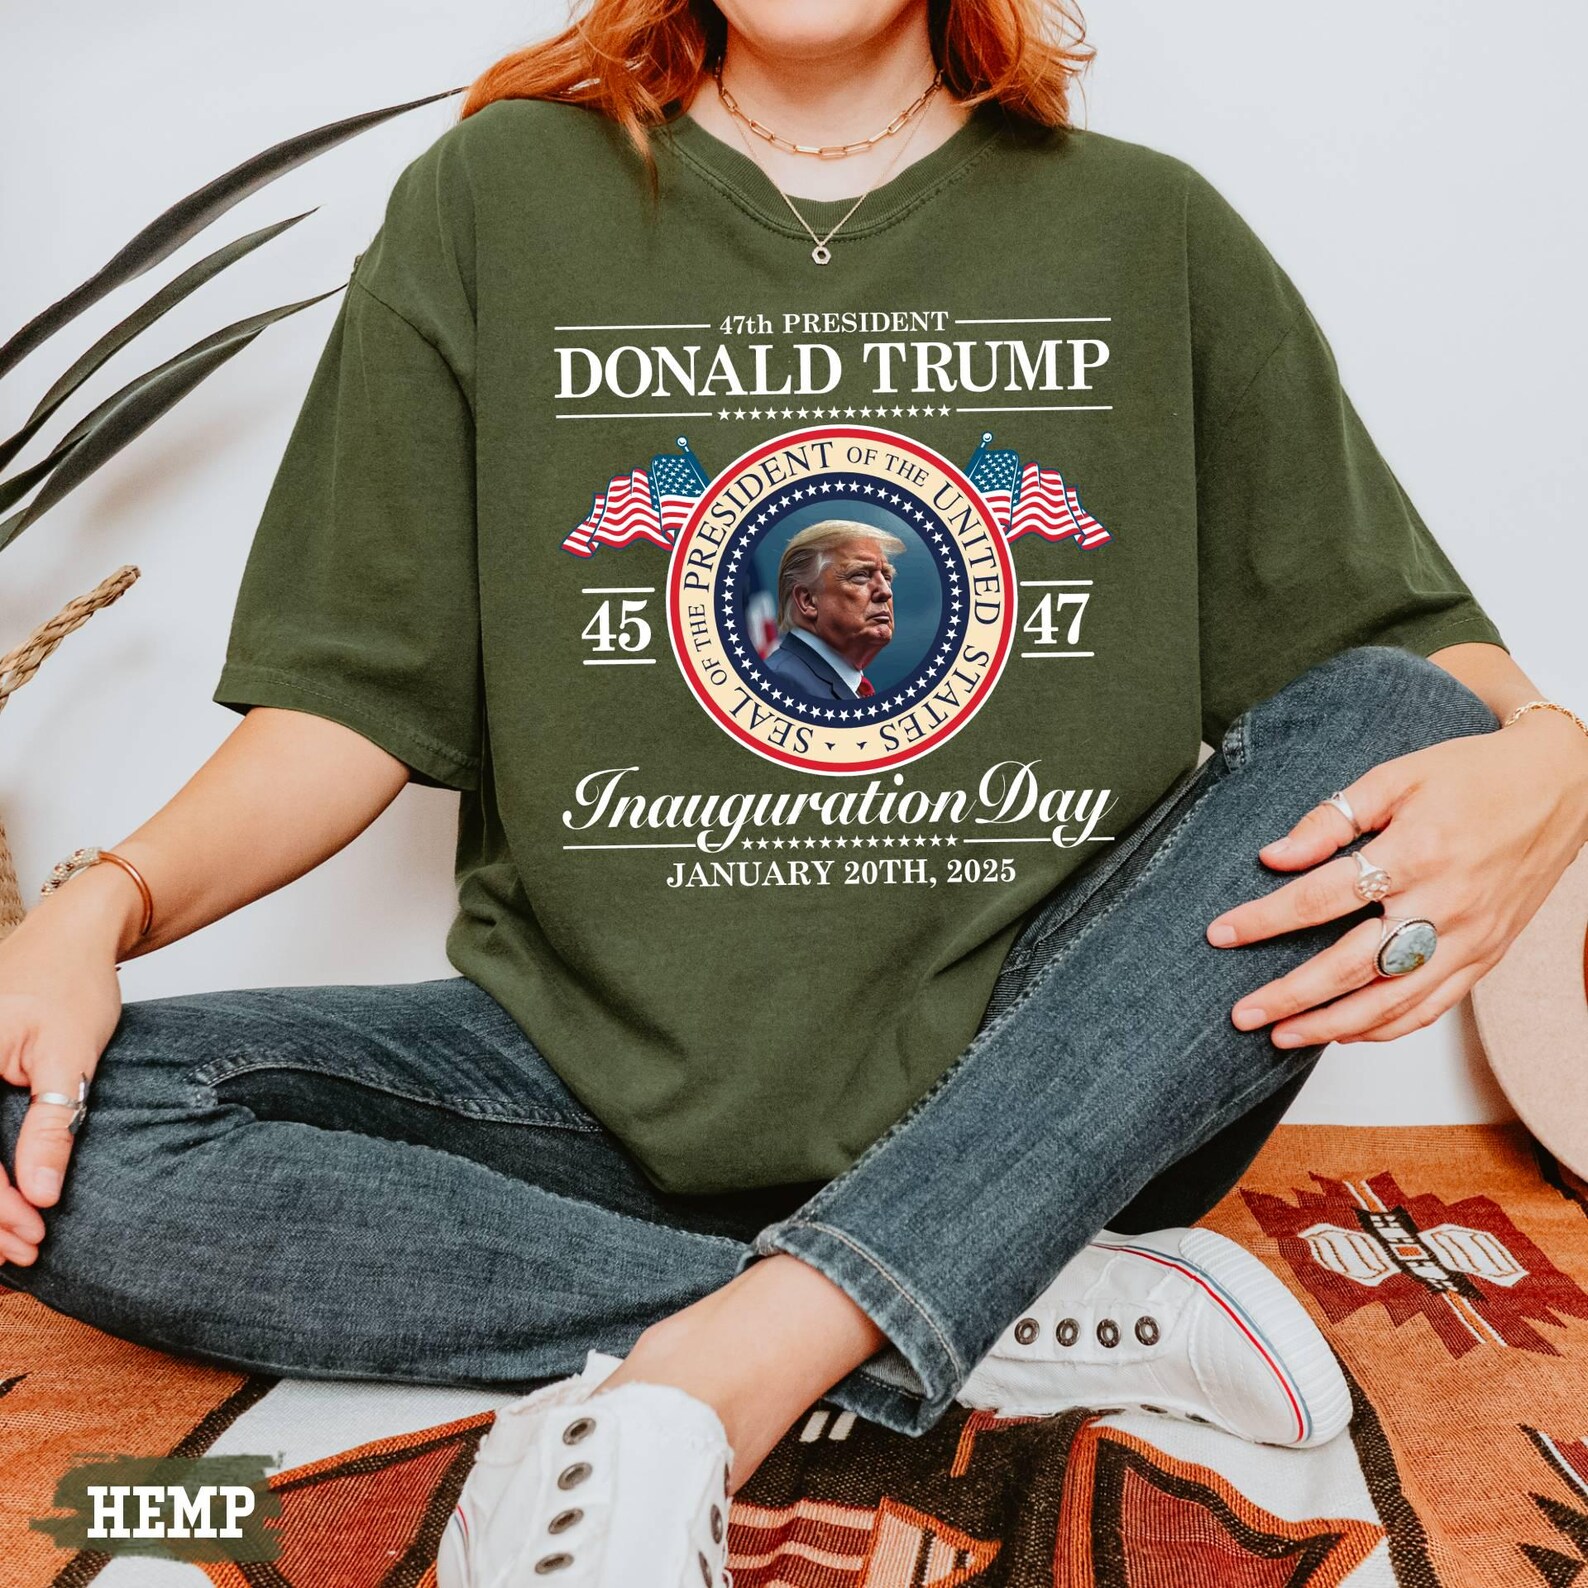 47th PRESIDENT
DONALD TRUMP
SEAL OF THE PRESIDENT OF THE UNITED STATES
45
47
Inauguration Day
JANUARY 20TH, 2025
HEMP